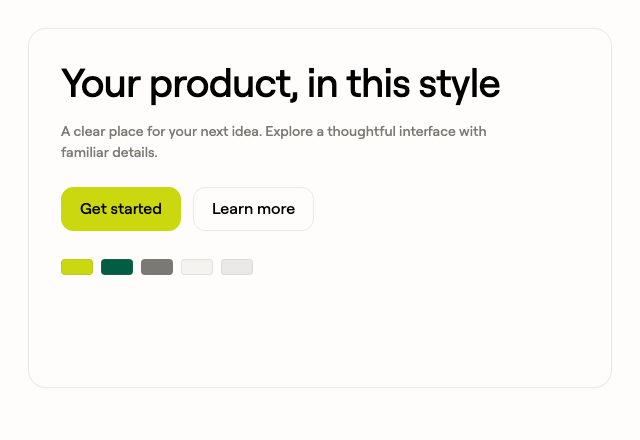 Your product, in this style
A clear place for your next idea. Explore a thoughtful interface with
familiar details.
Get started
Learn more